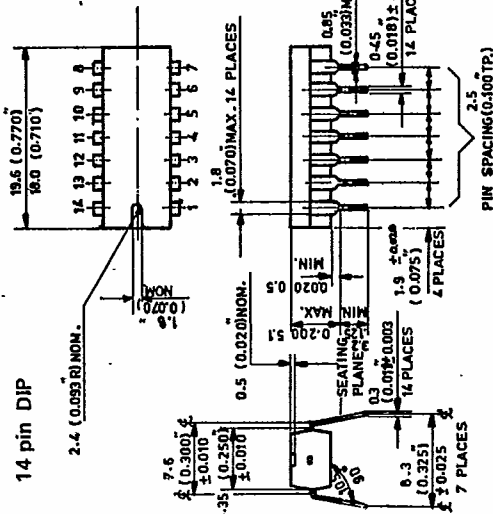 14 pin DIP
2.4 (0.093 R) NOM.
19.6 (0.770)"
18.0 (0.710)"
14 13 12 11 10 9 8
1 2 3 4 5 6 7
1.8"
(0.070)
NOM
7.6
(0.300)"
±0.010
.35
(0.250)"
±0.010
0.5 (0.020)"NOM.
1.8
(0.070)MAX. 14 PLACES
0.85
(0.033)M
0.45
(0.018)±
14 PLACE
0.200 5.1
MAX.
MIN.
0.020 0.5
MIN.
SEATING
PLANE
0.3
(0.011)±0.003
14 PLACES
1.9
(0.075)
4 PLACES
8.3
(0.325)"
±0.025
7 PLACES
2.5
PIN SPACING(0.100TP.)